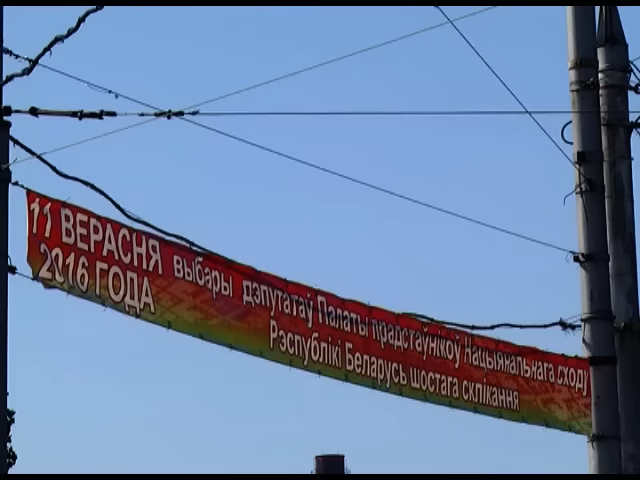 11 ВЕРАСНЯ выбары дэпутатаў Палаты прадстаўнікоў Нацыянальнага сходу
2016 ГОДА Рэспублікі Беларусь шостага склікання